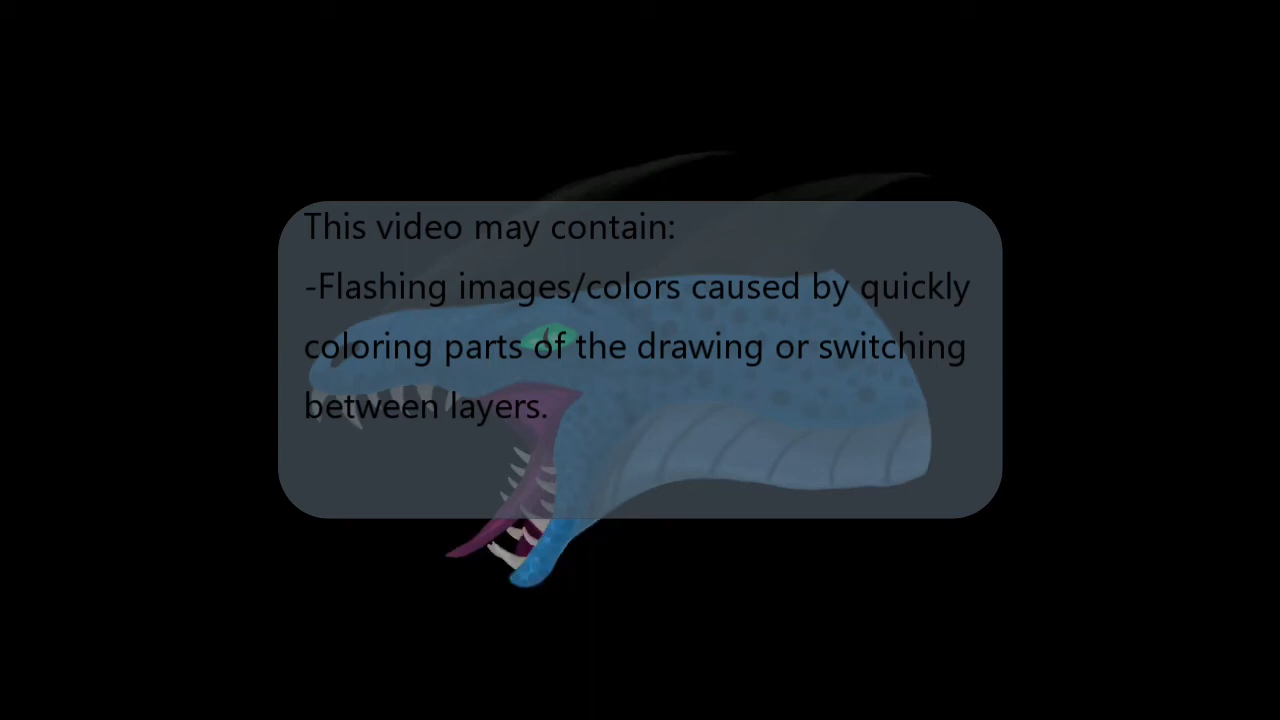 This video may contain:
-Flashing images/colors caused by quickly
coloring parts of the drawing or switching
between layers.